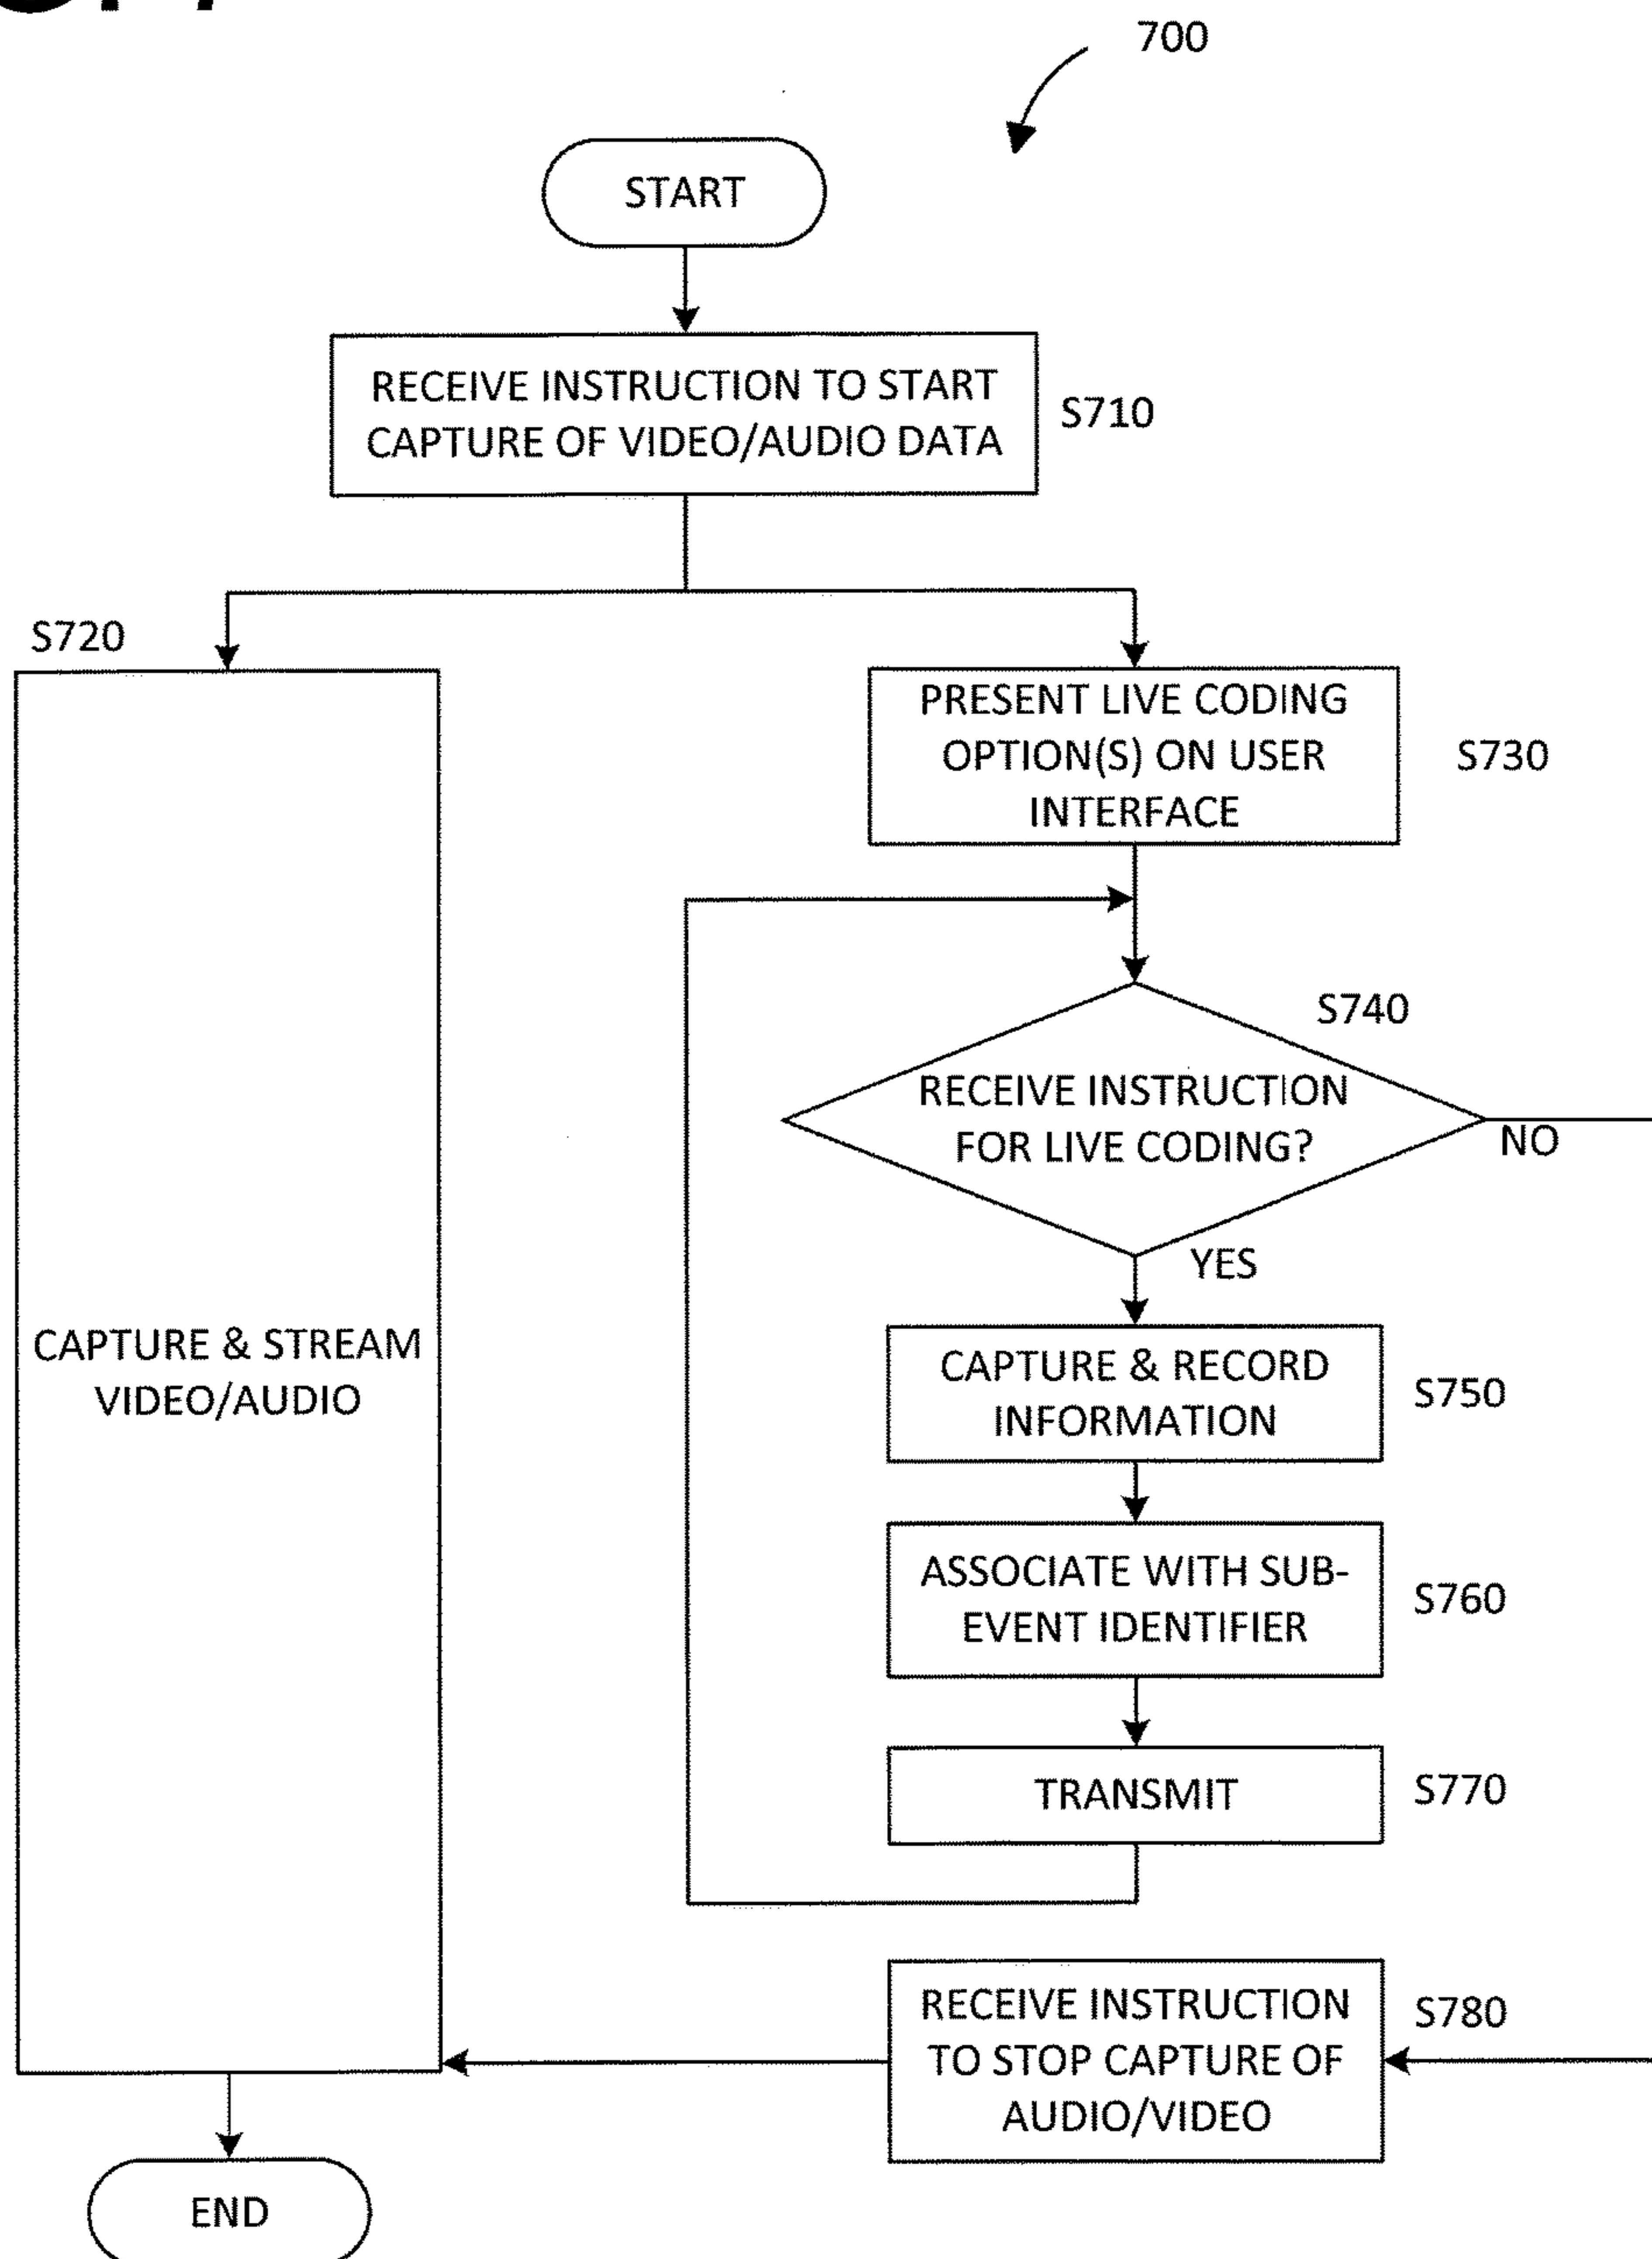 700
START
RECEIVE INSTRUCTION TO START
CAPTURE OF VIDEO/AUDIO DATA
S710
S720
CAPTURE & STREAM
VIDEO/AUDIO
PRESENT LIVE CODING
OPTION(S) ON USER
INTERFACE
S730
S740
RECEIVE INSTRUCTION
FOR LIVE CODING?
NO
YES
CAPTURE & RECORD
INFORMATION
S750
ASSOCIATE WITH SUB-
EVENT IDENTIFIER
S760
TRANSMIT
S770
RECEIVE INSTRUCTION
TO STOP CAPTURE OF
AUDIO/VIDEO
S780
END